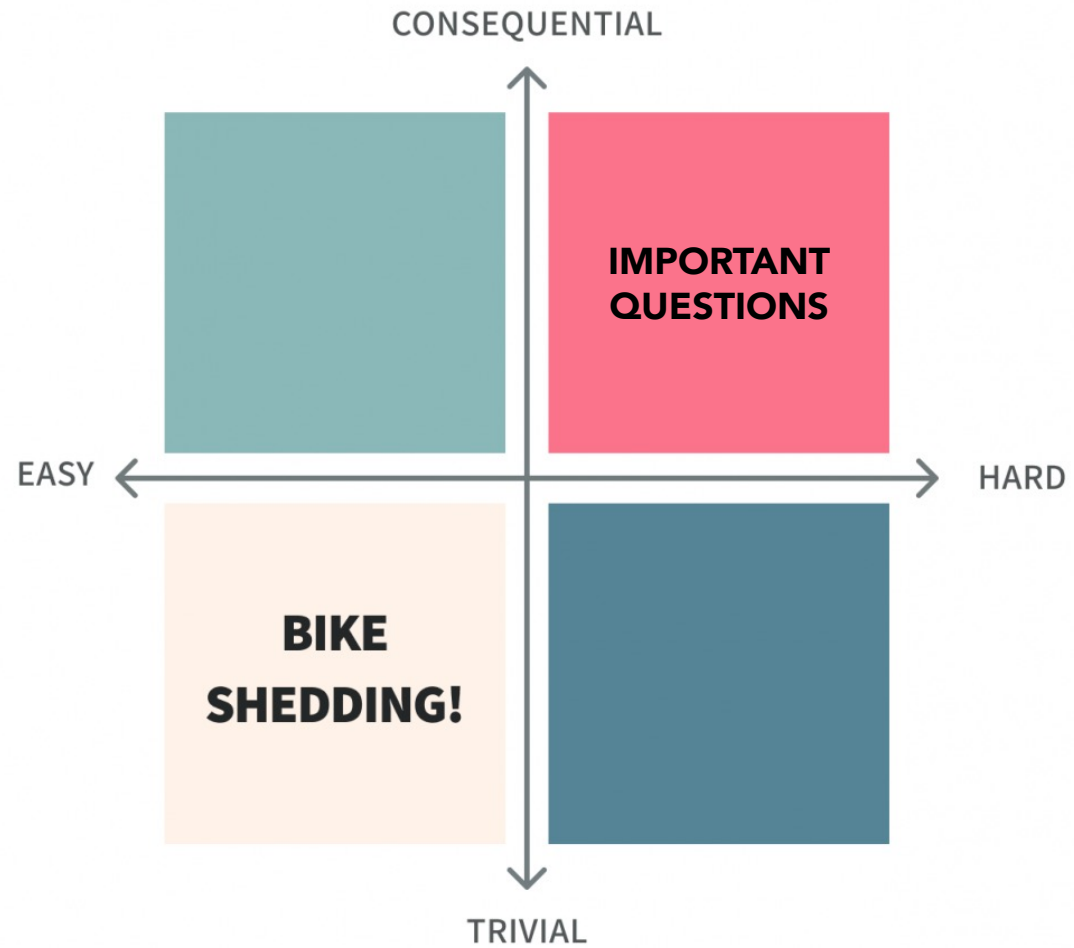 CONSEQUENTIAL
IMPORTANT
QUESTIONS
EASY
HARD
BIKE
SHEDDING!
TRIVIAL